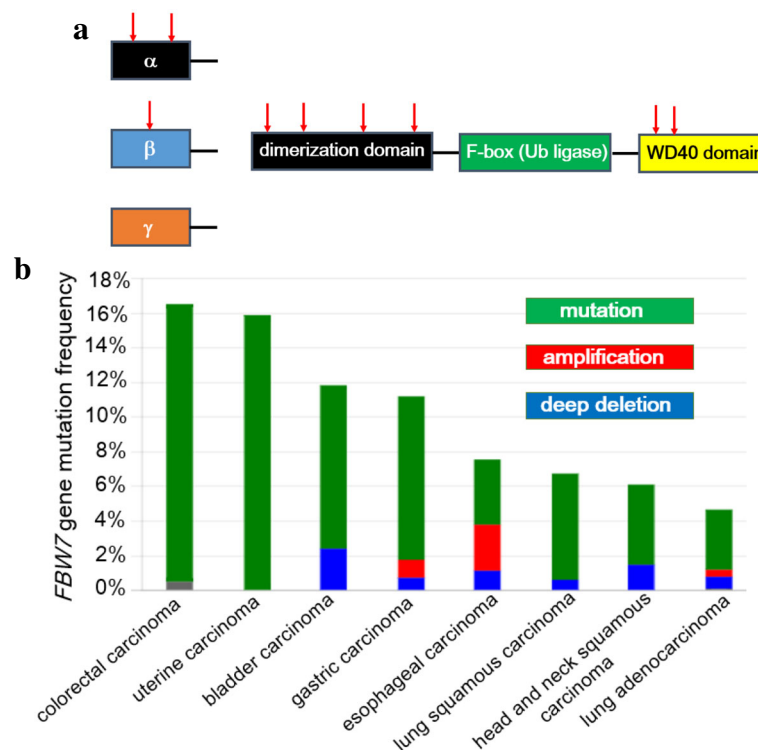 a
α
β
dimerization domain
F-box (Ub ligase)
WD40 domain
γ
b
FBW7 gene mutation frequency
18%
16%
14%
12%
10%
8%
6%
4%
2%
0%
mutation
amplification
deep deletion
colorectal carcinoma
uterine carcinoma
bladder carcinoma
gastric carcinoma
esophageal carcinoma
lung squamous carcinoma
head and neck squamous
carcinoma
lung adenocarcinoma